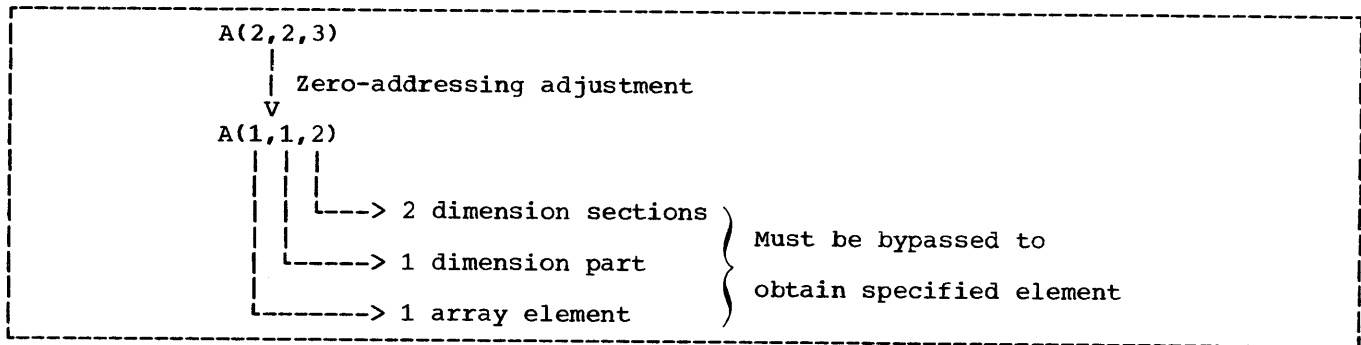 A(2,2,3)
Zero-addressing adjustment
V
A(1,1,2)
2 dimension sections
Must be bypassed to
1 dimension part
obtain specified element
1 array element